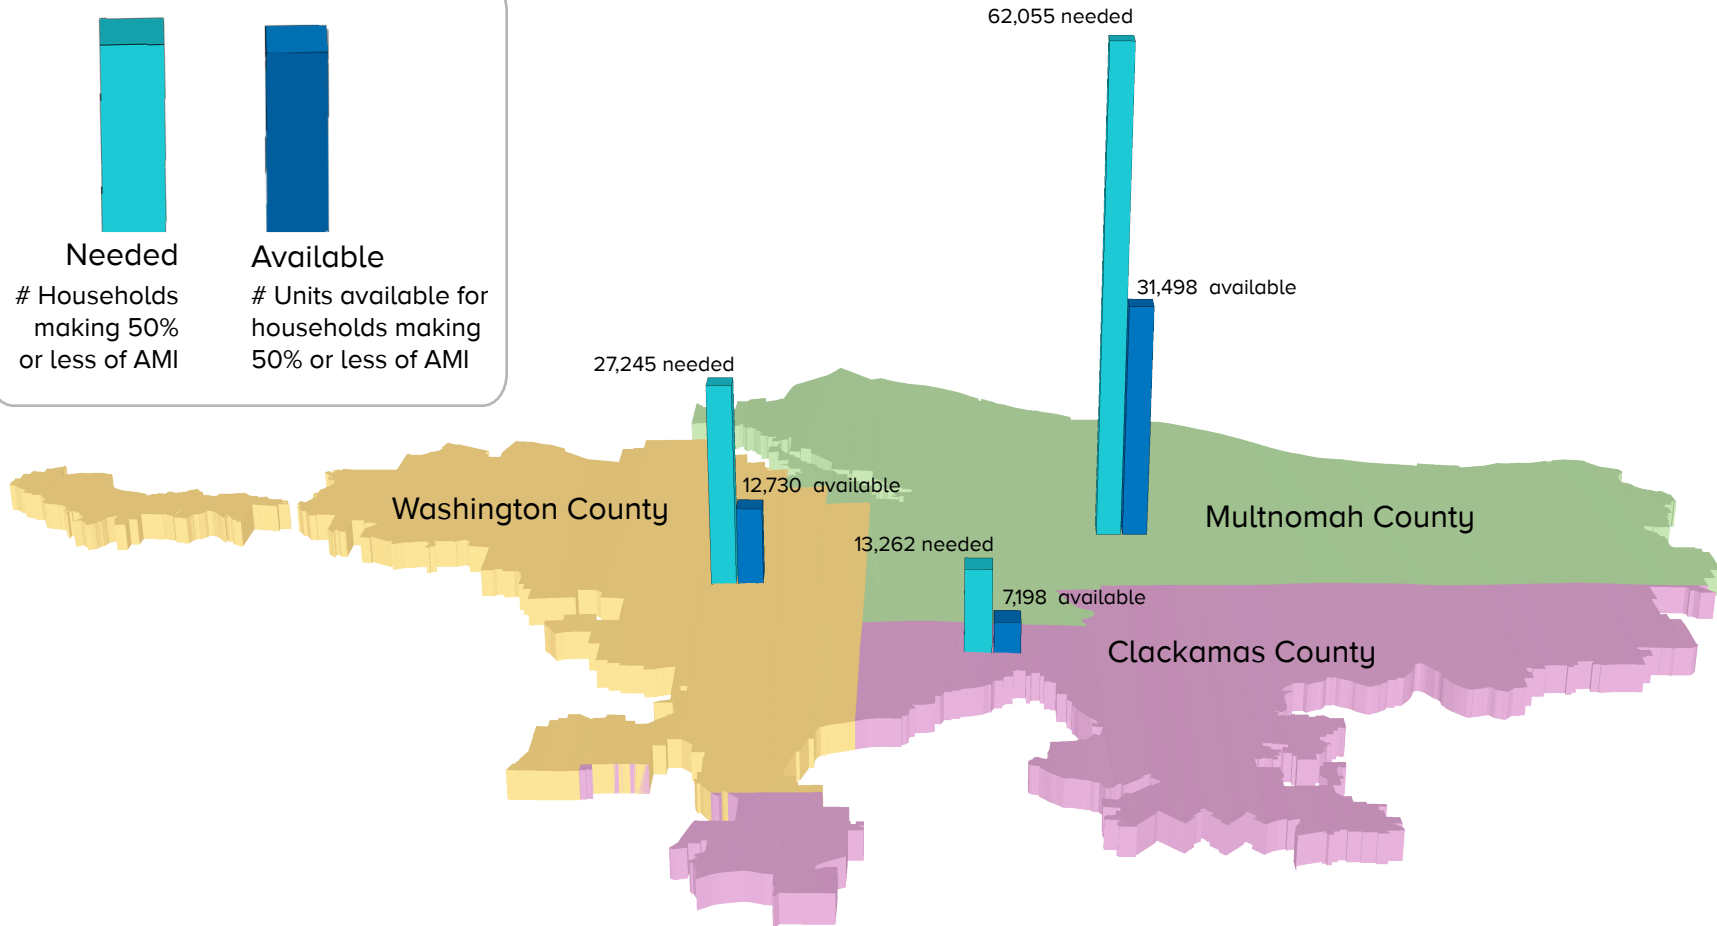 Needed
# Households
making 50%
or less of AMI
Available
# Units available for
households making
50% or less of AMI
62,055 needed
31,498 available
27,245 needed
12,730 available
Washington County
Multnomah County
13,262 needed
7,198 available
Clackamas County